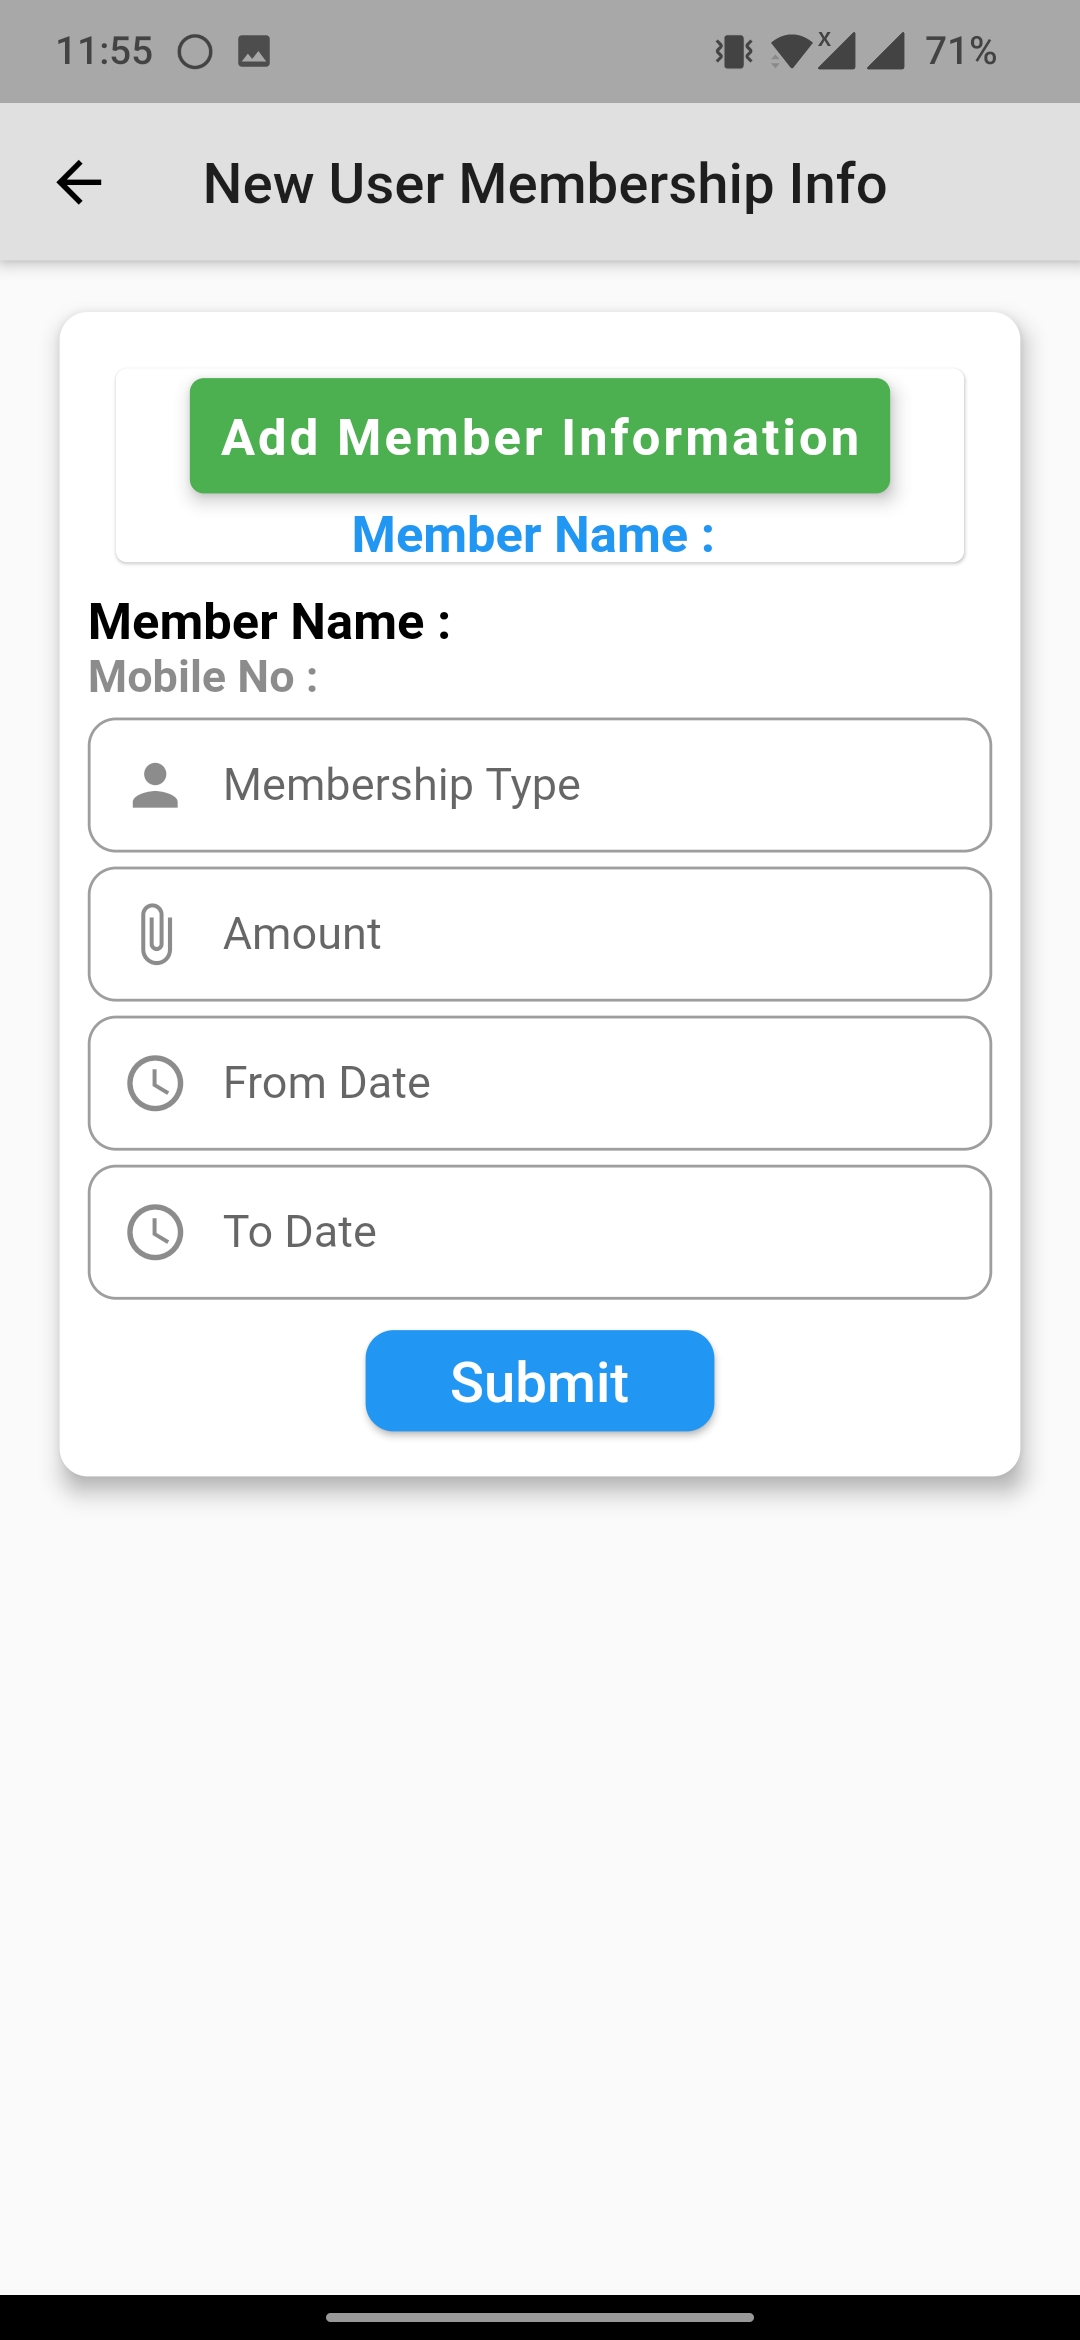 11:55 71%
New User Membership Info
Add Member Information
Member Name :
Member Name :
Mobile No :
Membership Type
Amount
From Date
To Date
Submit